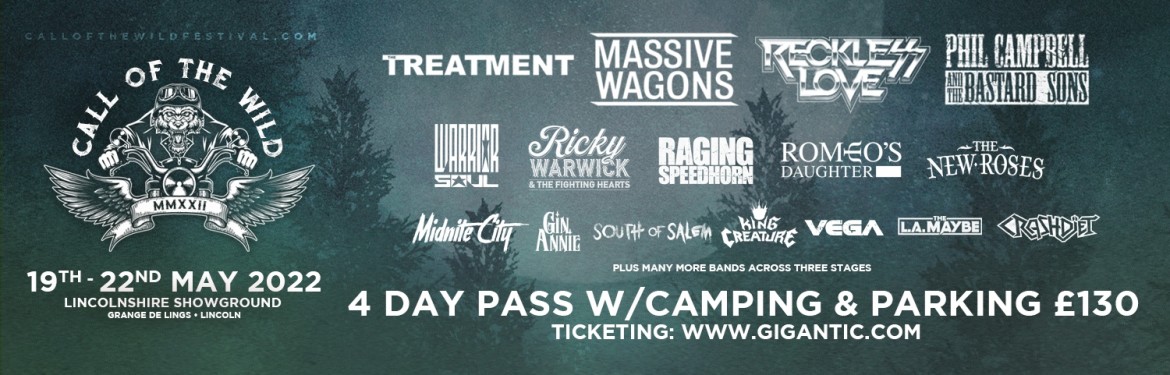 CALLOFTHEWILDFESTIVAL.COM
CALL OF THE WILD
MMXXII
19TH - 22ND MAY 2022
LINCOLNSHIRE SHOWGROUND
GRANGE DE LINGS • LINCOLN
THE TREATMENT
MASSIVE
WAGONS
RECKLESS
LOVE
PHIL CAMPBELL
AND THE BASTARD SONS
WARRIOR
SOUL
Ricky
WARWICK
& THE FIGHTING HEARTS
RAGING
SPEEDHORN
ROMEO'S
DAUGHTER
THE
NEW ROSES
Midnite City
GIN
ANNIE
SOUTH OF SALEM
KING
CREATURE
VEGA
THE
L.A. MAYBE
CRASHDÏET
PLUS MANY MORE BANDS ACROSS THREE STAGES
4 DAY PASS W/CAMPING & PARKING £130
TICKETING: WWW.GIGANTIC.COM